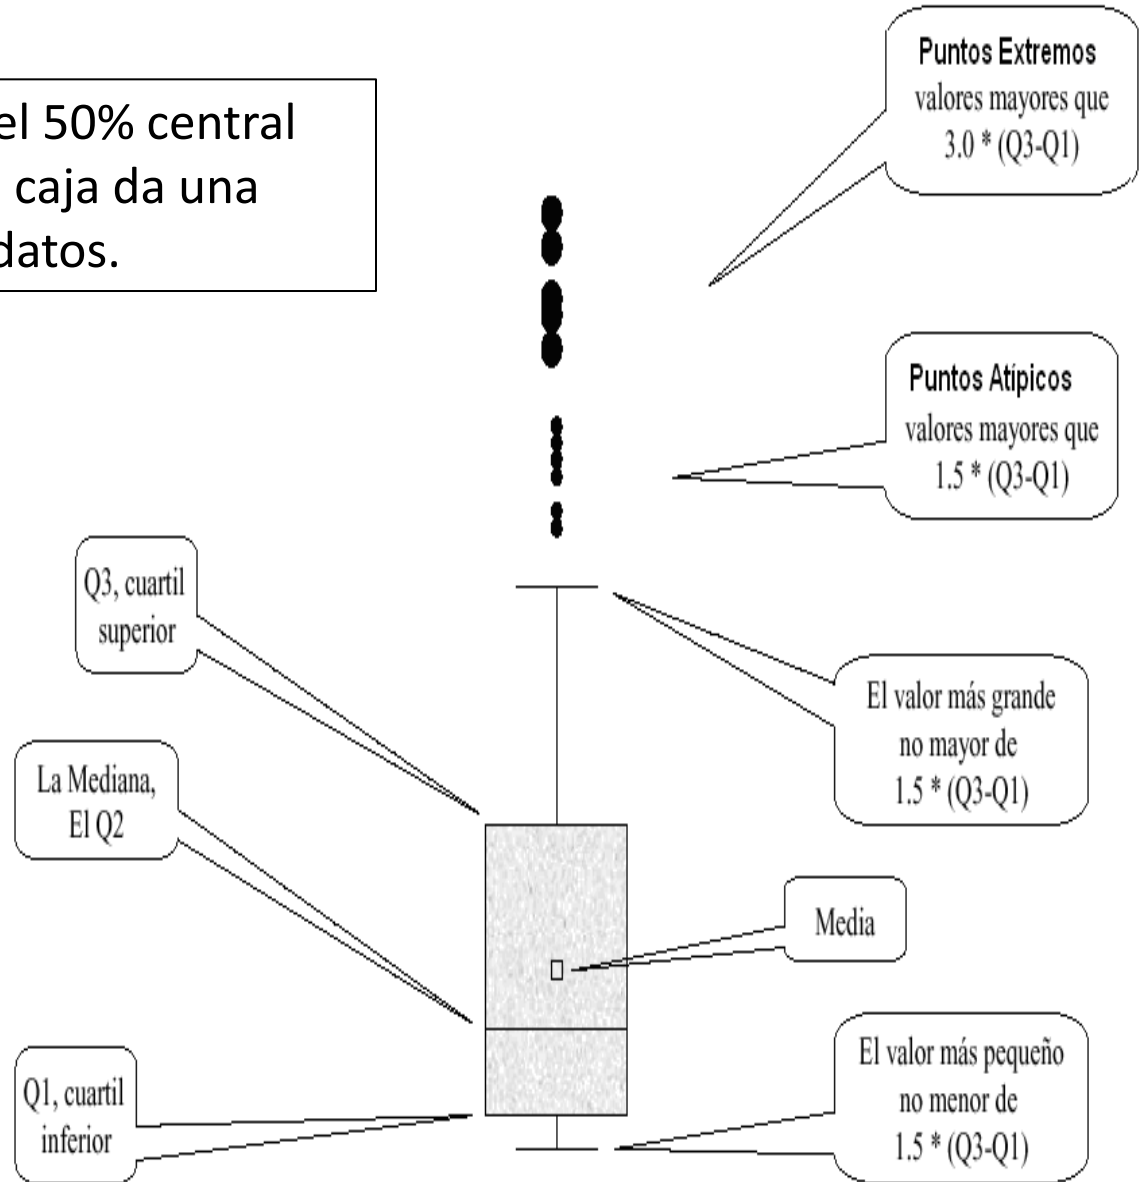 el 50% central
caja da una
datos.
Puntos Extremos
valores mayores que
3.0 * (Q3-Q1)
Puntos Atípicos
valores mayores que
1.5 * (Q3-Q1)
Q3, cuartil
superior
El valor más grande
no mayor de
1.5 * (Q3-Q1)
La Mediana,
El Q2
Media
Q1, cuartil
inferior
El valor más pequeño
no menor de
1.5 * (Q3-Q1)